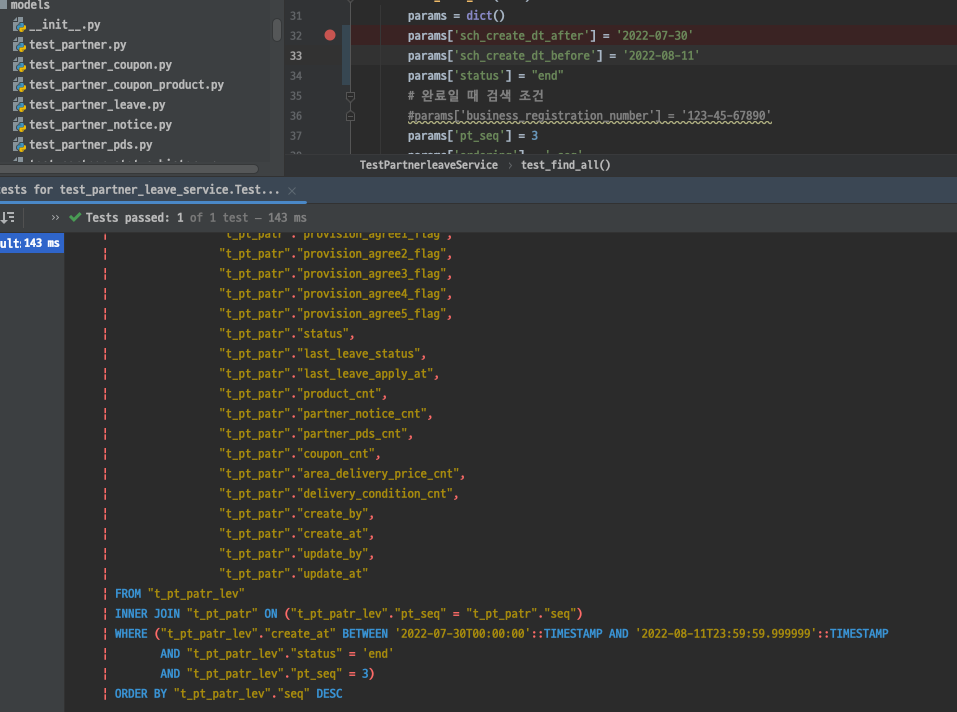 models
__init__.py
test_partner.py
test_partner_coupon.py
test_partner_coupon_product.py
test_partner_leave.py
test_partner_notice.py
test_partner_pds.py
31 params = dict()
32 params['sch_create_dt_after'] = '2022-07-30'
33 params['sch_create_dt_before'] = '2022-08-11'
34 params['status'] = "end"
35 # 완료일 때 검색 조건
36 #params['business_registration_number'] = '123-45-67890'
37 params['pt_seq'] = 3
TestPartnerleaveService › test_find_all()
ests for test_partner_leave_service.Test... ×
» ✔ Tests passed: 1 of 1 test – 143 ms
ult: 143 ms
"t_pt_patr"."provision_agree1_flag",
| "t_pt_patr"."provision_agree2_flag",
| "t_pt_patr"."provision_agree3_flag",
| "t_pt_patr"."provision_agree4_flag",
| "t_pt_patr"."provision_agree5_flag",
| "t_pt_patr"."status",
| "t_pt_patr"."last_leave_status",
| "t_pt_patr"."last_leave_apply_at",
| "t_pt_patr"."product_cnt",
| "t_pt_patr"."partner_notice_cnt",
| "t_pt_patr"."partner_pds_cnt",
| "t_pt_patr"."coupon_cnt",
| "t_pt_patr"."area_delivery_price_cnt",
| "t_pt_patr"."delivery_condition_cnt",
| "t_pt_patr"."create_by",
| "t_pt_patr"."create_at",
| "t_pt_patr"."update_by",
| "t_pt_patr"."update_at"
| FROM "t_pt_patr_lev"
| INNER JOIN "t_pt_patr" ON ("t_pt_patr_lev"."pt_seq" = "t_pt_patr"."seq")
| WHERE ("t_pt_patr_lev"."create_at" BETWEEN '2022-07-30T00:00:00'::TIMESTAMP AND '2022-08-11T23:59:59.999999'::TIMESTAMP
| AND "t_pt_patr_lev"."status" = 'end'
| AND "t_pt_patr_lev"."pt_seq" = 3)
| ORDER BY "t_pt_patr_lev"."seq" DESC